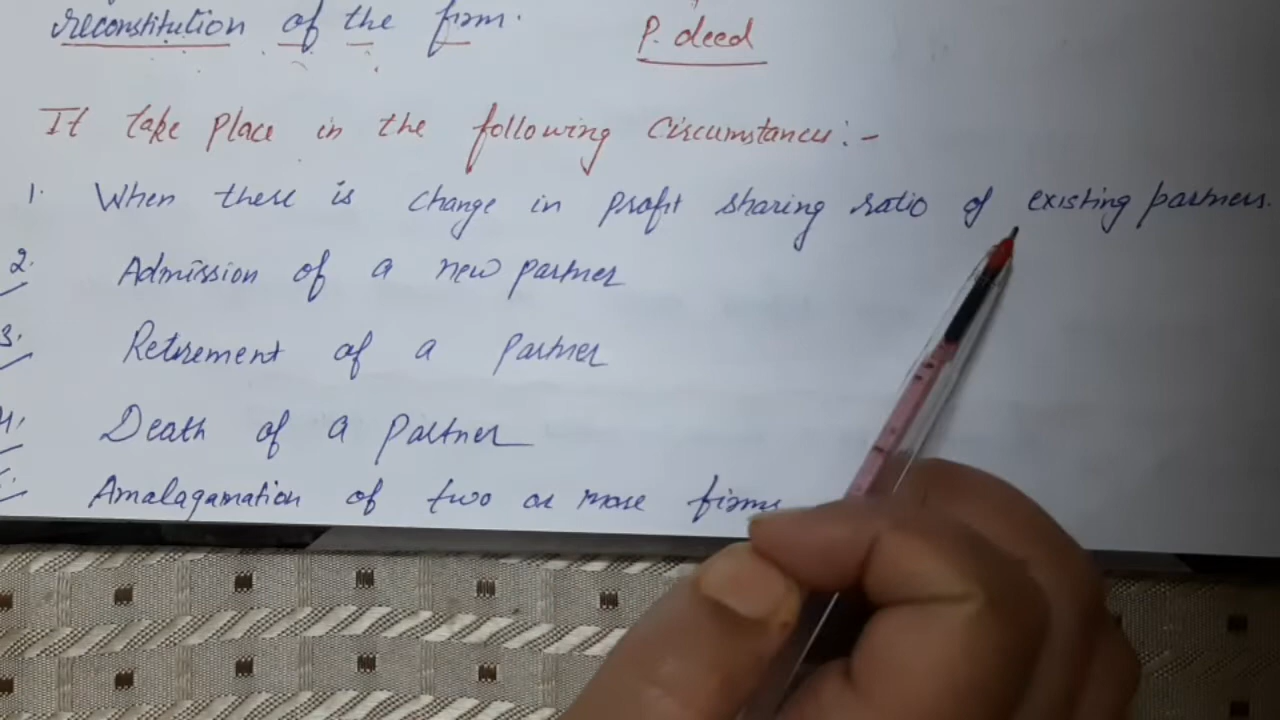 reconstitution of the firm.
P. deed
It take place in the following Circumstances:-
1. When there is change in profit sharing ratio of existing partners.
2. Admission of a new partner
3. Retirement of a partner
4. Death of a partner
Amalagamation of two or more firms